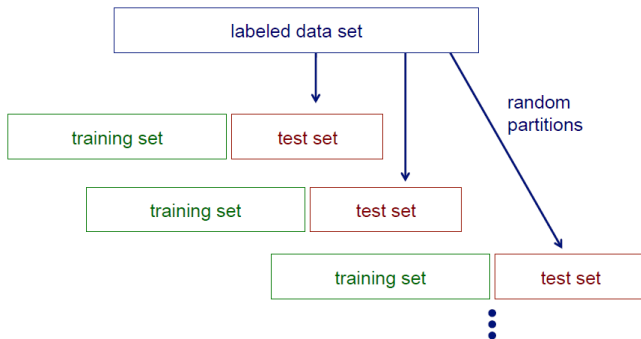 labeled data set
random
partitions
training set
test set
training set
test set
training set
test set